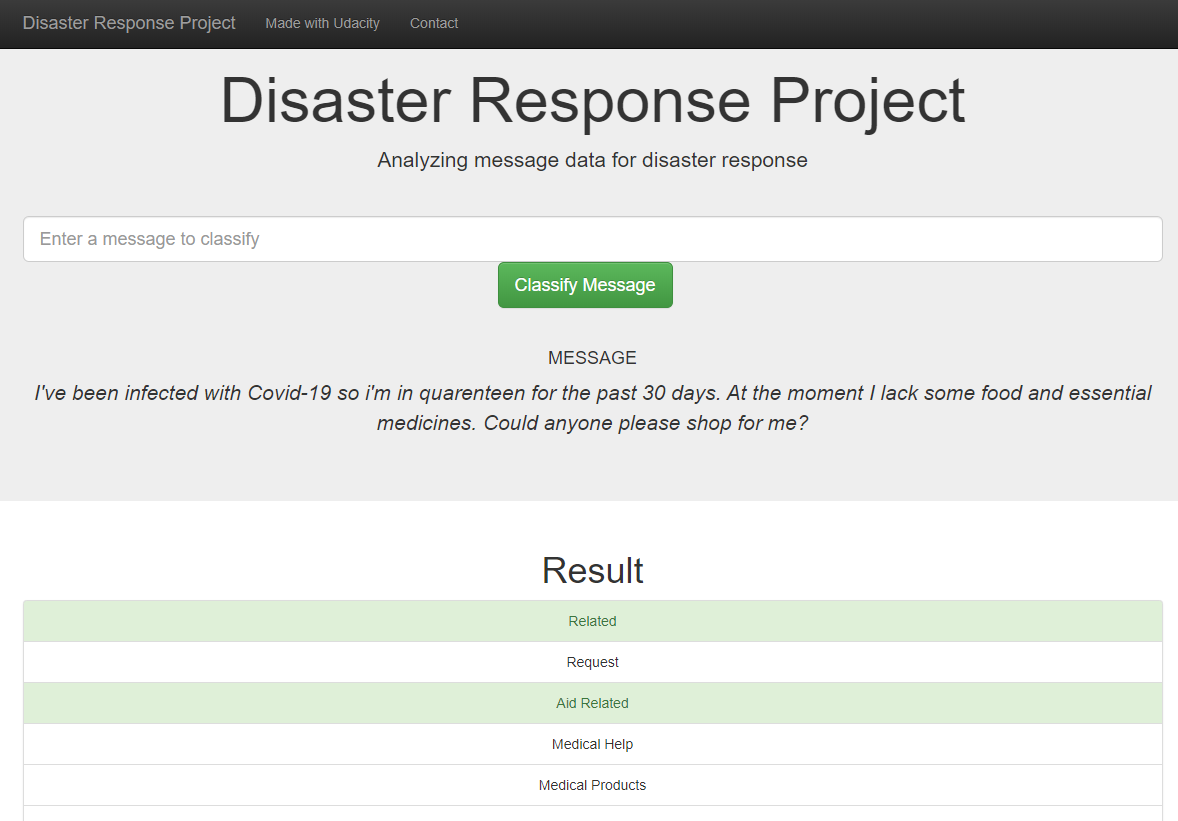 Disaster Response Project Made with Udacity Contact
Disaster Response Project
Analyzing message data for disaster response
Enter a message to classify
Classify Message
MESSAGE
I've been infected with Covid-19 so i'm in quarenteen for the past 30 days. At the moment I lack some food and essential
medicines. Could anyone please shop for me?
Result
Related
Request
Aid Related
Medical Help
Medical Products